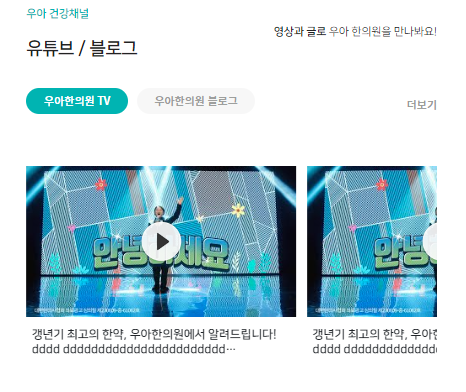 우아 건강채널
유튜브 / 블로그
영상과 글로 우아 한의원을 만나봐요!
우아한의원 TV
우아한의원 블로그
더보기
안녕하세요
갱년기 최고의 한약, 우아한의원에서 알려드립니다!
dddd ddddddddddddddddddddddd…
갱년기 최고의 한약, 우아한
dddd ddddddddddddd